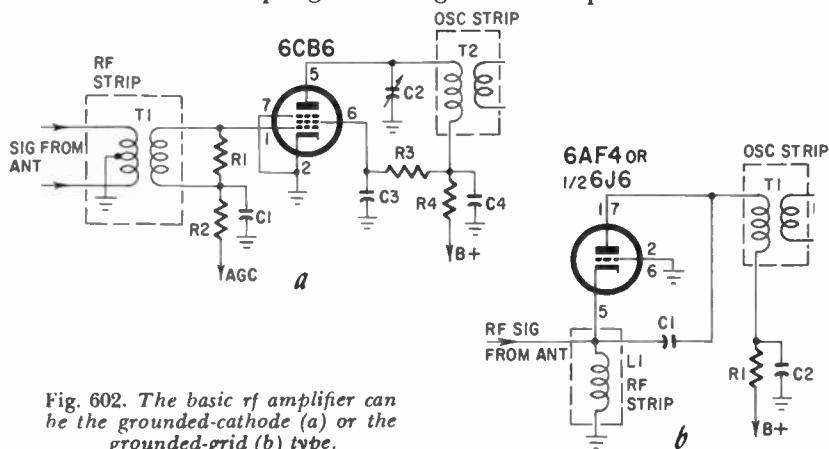 OSC STRIP
6CB6
T2
RF
STRIP
T1
5
C2
7
6
1
2
SIG FROM
ANT
R1
R3
C3
R4
C4
R2
C1
B+
AGC
a
6AF4 OR
1/2 6J6
OSC STRIP
T1
1 7
2
6
5
RF SIG
FROM ANT
C1
L1
RF
STRIP
R1
C2
B+
b
Fig. 602. The basic rf amplifier can
be the grounded-cathode (a) or the
grounded-grid (b) type.